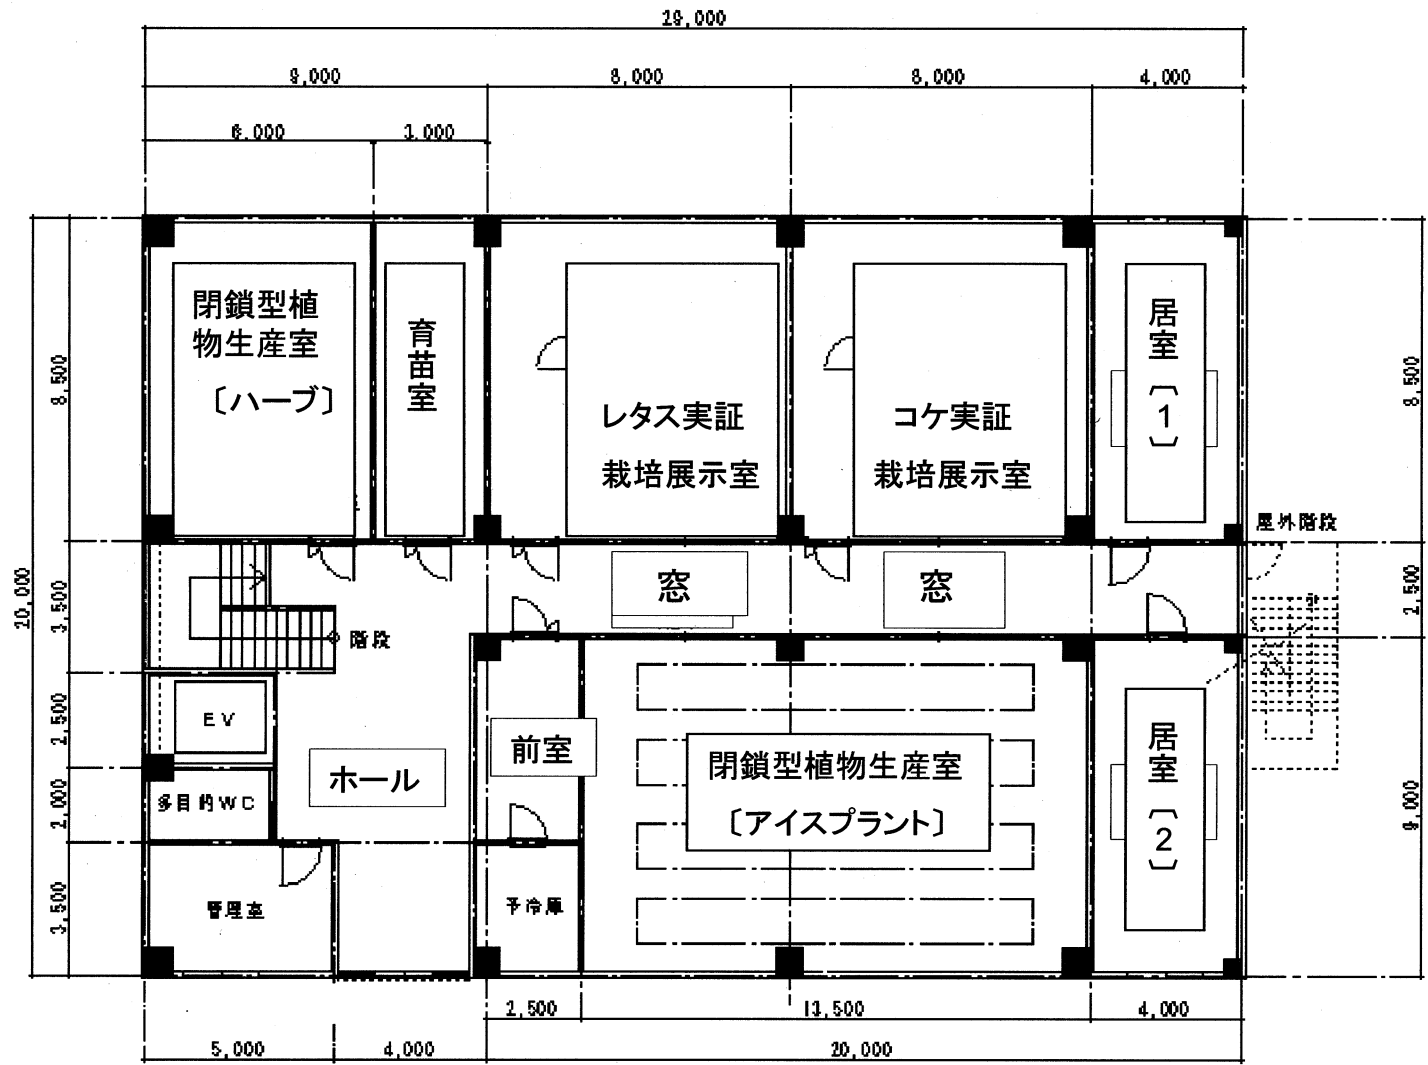 29,000
9,000
8,000
8,000
4,000
6,000
3,000
閉鎖型植
物生産室
〔ハーブ〕
育苗室
レタス実証
栽培展示室
コケ実証
栽培展示室
居室〔1〕
8,500
8,500
屋外階段
窓
窓
20,000
3,500
2,500
階段
2,500
EV
前室
ホール
閉鎖型植物生産室
〔アイスプラント〕
居室〔2〕
2,000
多目的WC
9,000
3,500
管理室
予冷庫
2,500
13,500
4,000
5,000
4,000
20,000